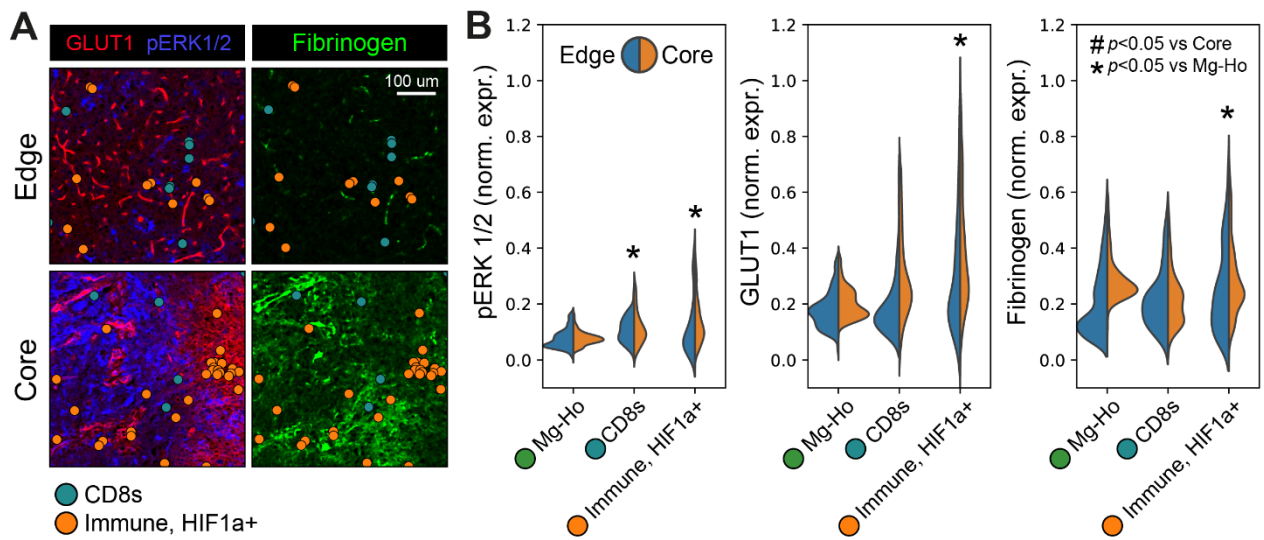 A
GLUT1 pERK1/2
Fibrinogen
100 um
Edge
Core
CD8s
Immune, HIF1a+
B
pERK 1/2 (norm. expr.)
1.2
1.0
0.8
0.6
0.4
0.2
0.0
Edge Core
*
*
Mg-Ho
CD8s
Immune, HIF1a+
GLUT1 (norm. expr.)
1.2
1.0
0.8
0.6
0.4
0.2
0.0
*
Mg-Ho
CD8s
Immune, HIF1a+
Fibrinogen (norm. expr.)
1.2
1.0
0.8
0.6
0.4
0.2
0.0
# p<0.05 vs Core
* p<0.05 vs Mg-Ho
*
Mg-Ho
CD8s
Immune, HIF1a+